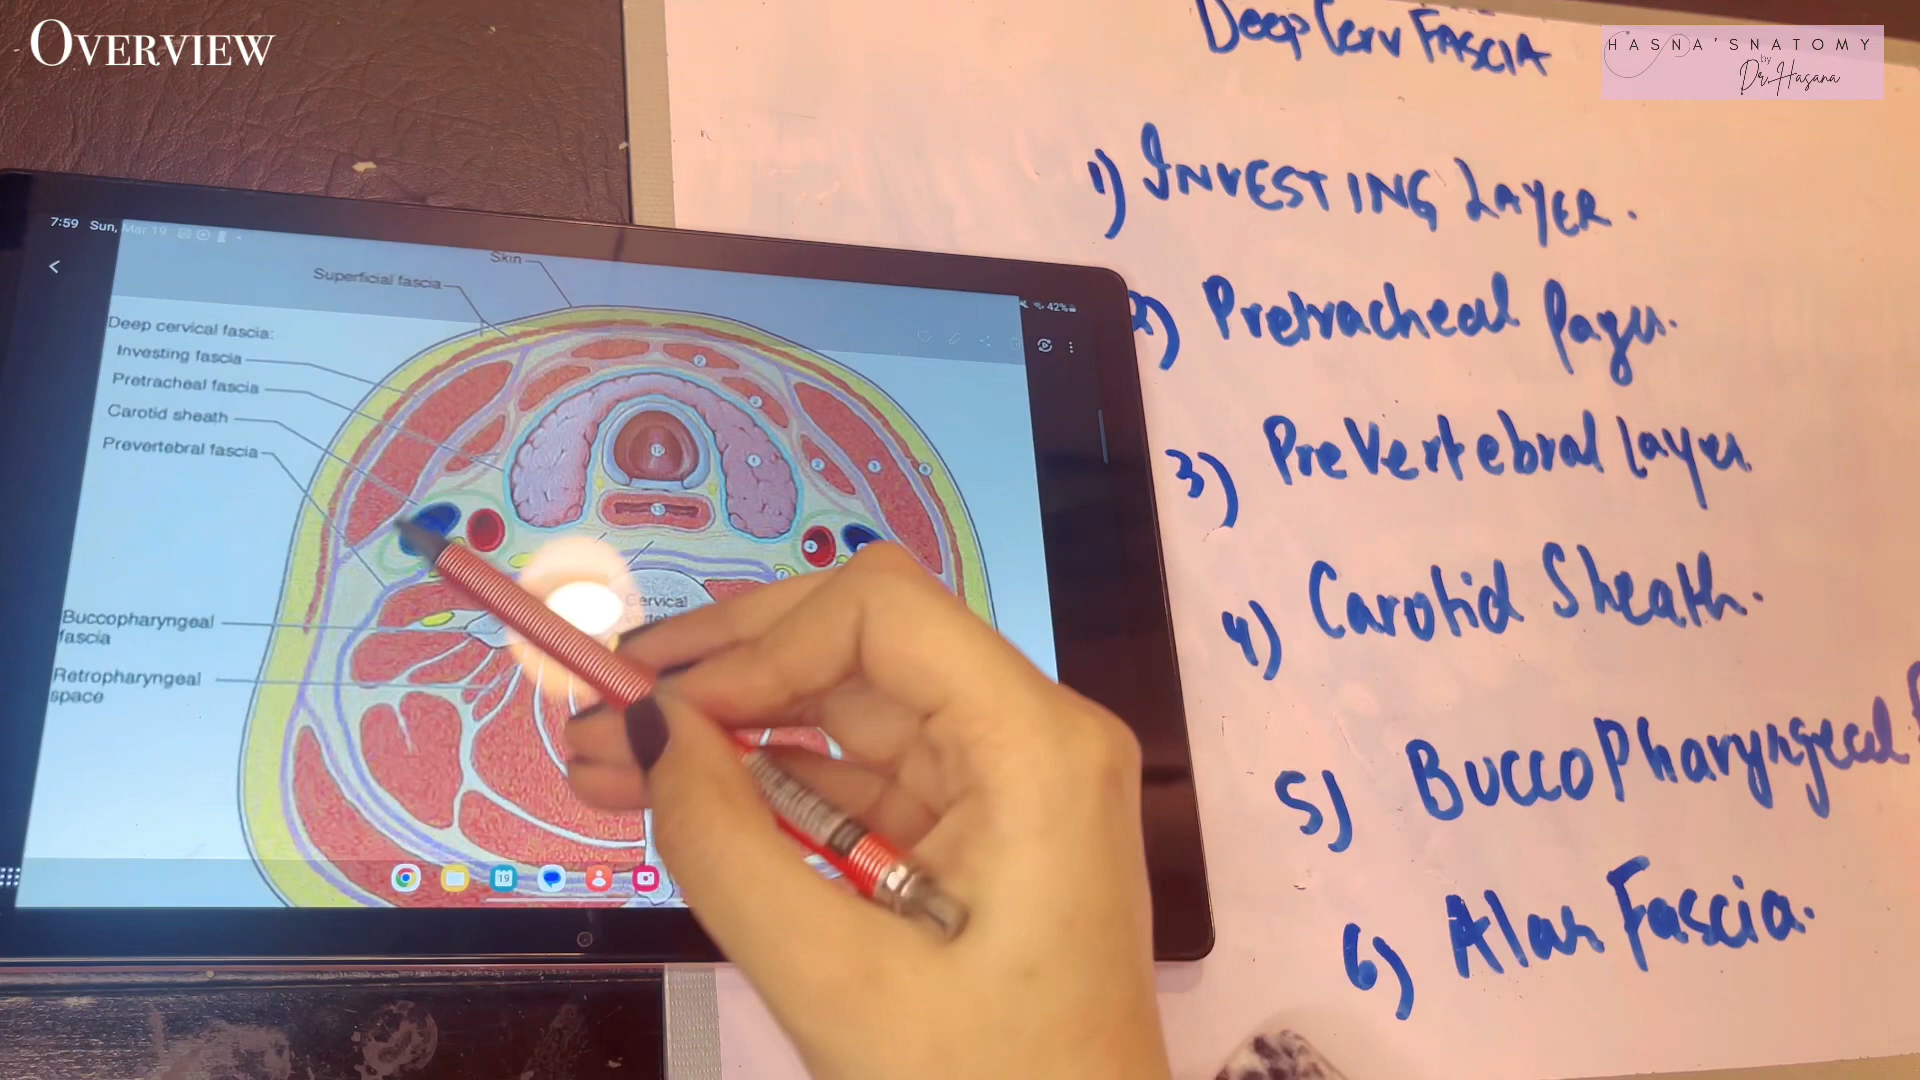 OVERVIEW
Deep Cerv FASCIA
HASNA'SNATOMY
by
Dr.Hasana
1) INVESTING LAYER.
2) Pretracheal layer.
3) PreVertebral layer.
4) Carotid Sheath.
5) BuccoPharyngeal
6) Alar Fascia.
7:59 Sun, Mar 19
42%
Skin
Superficial fascia
Deep cervical fascia:
Investing fascia
Pretracheal fascia
Carotid sheath
Prevertebral fascia
Buccopharyngeal
fascia
Retropharyngeal
space
Cervical
19